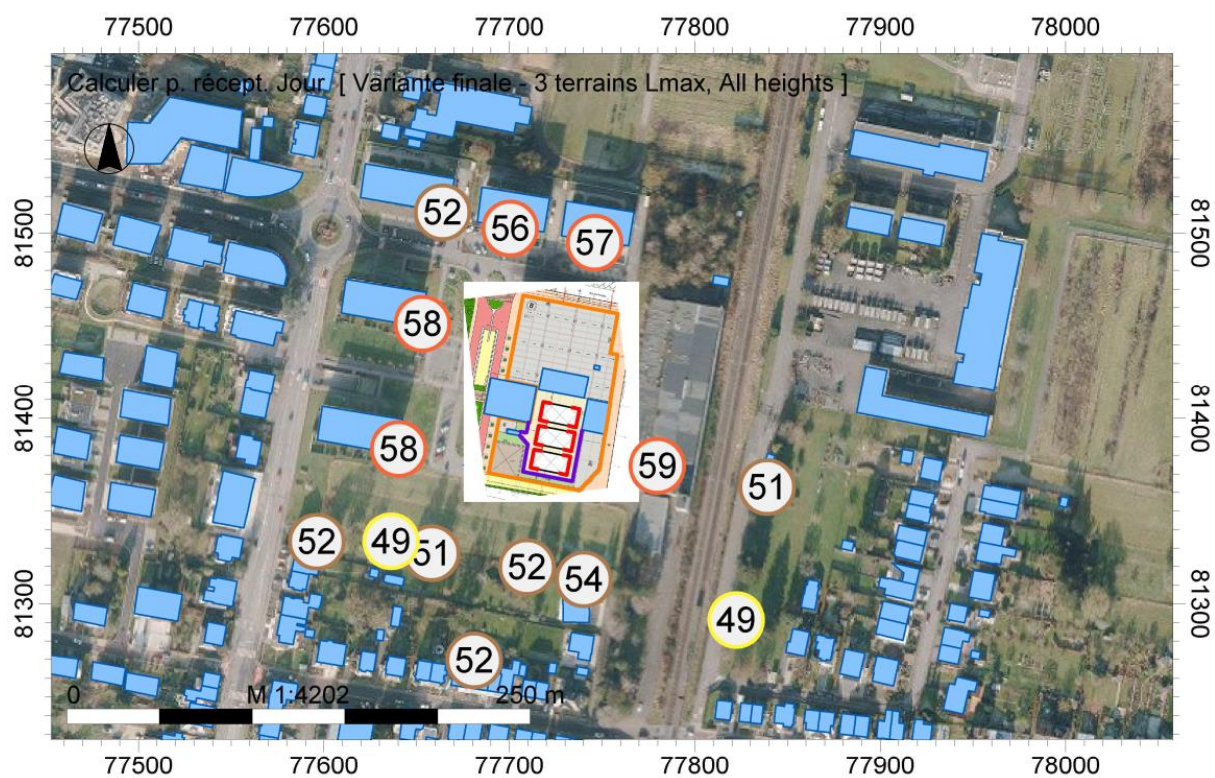 77500 77600 77700 77800 77900 78000
Calculer p. récept. Jour [ Variante finale - 3 terrains Lmax, All heights ]
81500 81500
52 56 57
58
81400 81400
58 59
51
52 49 51 52 54
81300 81300
49
52
0 M 1:4202 250 m
77500 77600 77700 77800 77900 78000